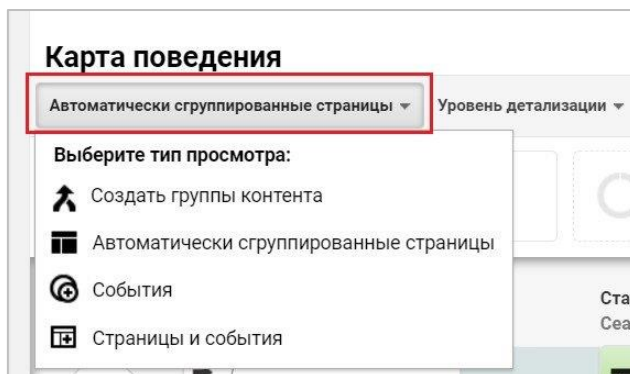 Карта поведения
Автоматически сгруппированные страницы Уровень детализации
Выберите тип просмотра:
Создать группы контента
Автоматически сгруппированные страницы
События
Страницы и события